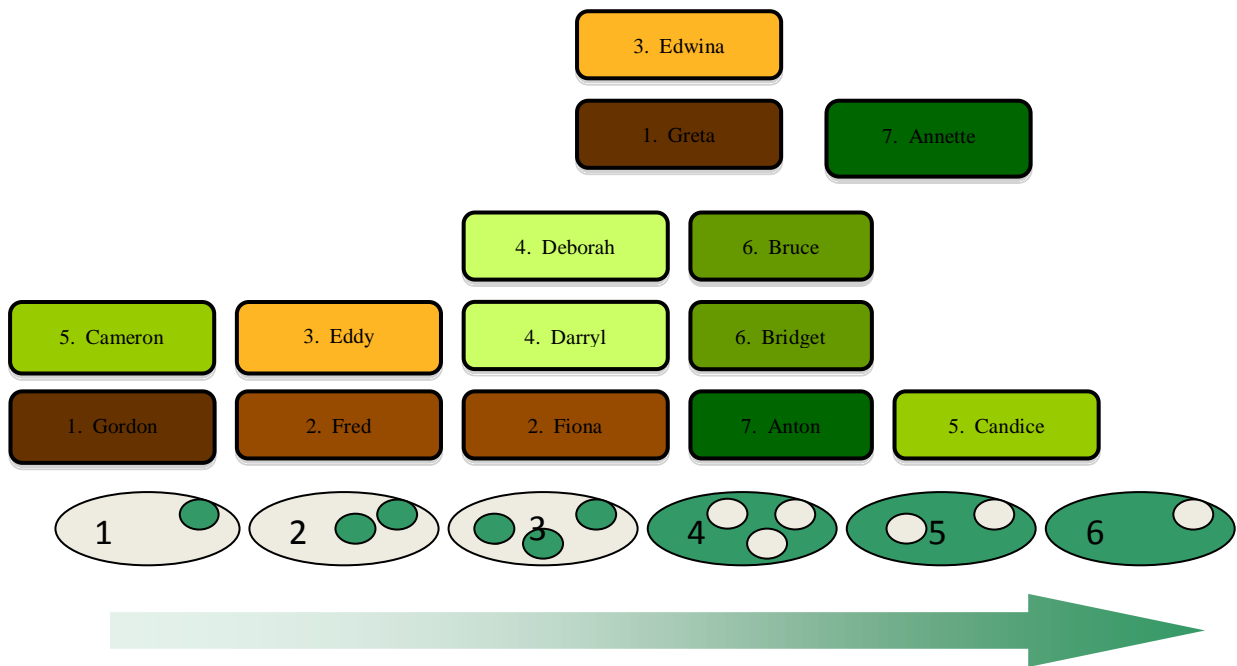 3. Edwina
1. Greta
7. Annette
4. Deborah
6. Bruce
5. Cameron
3. Eddy
4. Darryl
6. Bridget
1. Gordon
2. Fred
2. Fiona
7. Anton
5. Candice
1
2
3
4
5
6